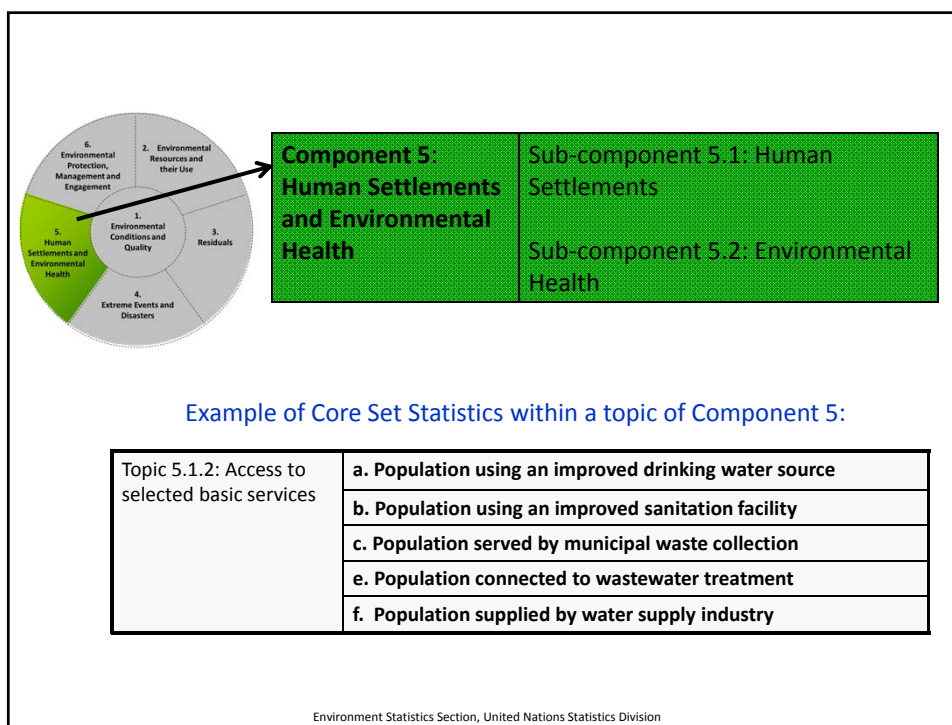 6.
Environmental
Protection,
Management and
Engagement
2. Environmental
Resources and
their Use
1.
Environmental
Conditions and
Quality
3.
Residuals
5.
Human
Settlements and
Environmental
Health
4.
Extreme Events and
Disasters
Component 5:
Human Settlements
and Environmental
Health
Sub-component 5.1: Human
Settlements
Sub-component 5.2: Environmental
Health
Example of Core Set Statistics within a topic of Component 5:
Topic 5.1.2: Access to
selected basic services
a. Population using an improved drinking water source
b. Population using an improved sanitation facility
c. Population served by municipal waste collection
e. Population connected to wastewater treatment
f. Population supplied by water supply industry
Environment Statistics Section, United Nations Statistics Division